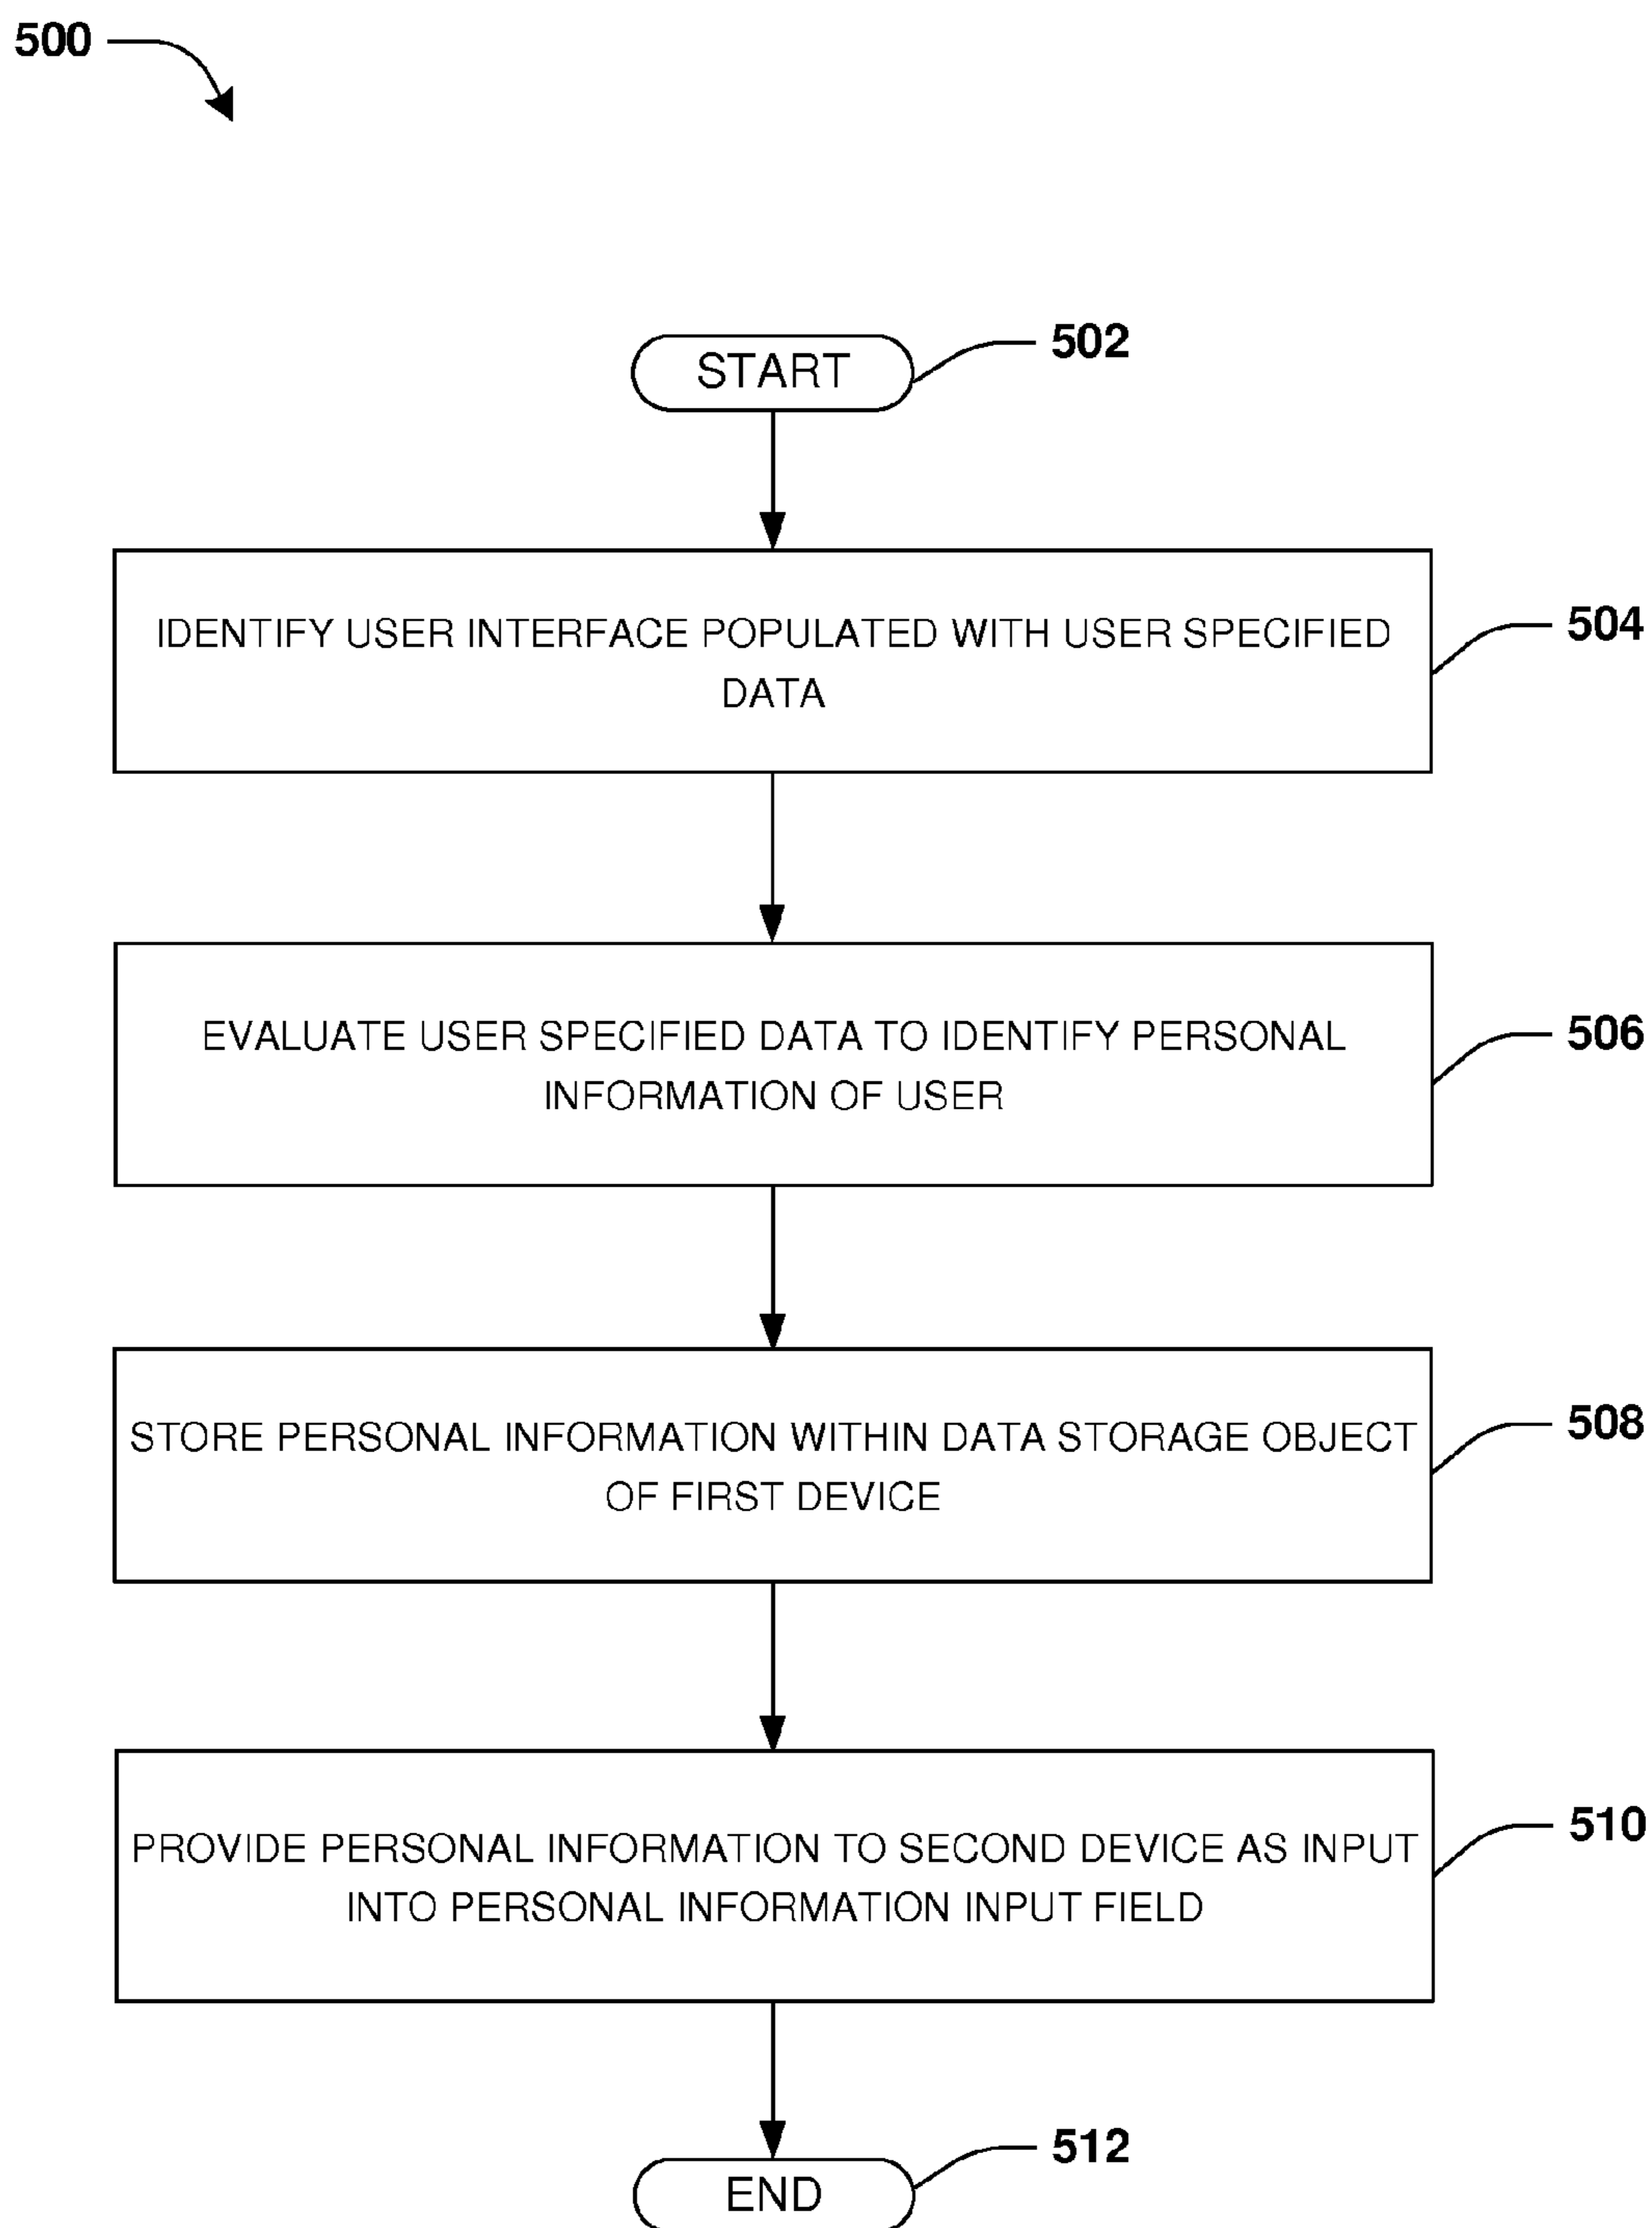 500
START
502
IDENTIFY USER INTERFACE POPULATED WITH USER SPECIFIED
DATA
504
EVALUATE USER SPECIFIED DATA TO IDENTIFY PERSONAL
INFORMATION OF USER
506
STORE PERSONAL INFORMATION WITHIN DATA STORAGE OBJECT
OF FIRST DEVICE
508
PROVIDE PERSONAL INFORMATION TO SECOND DEVICE AS INPUT
INTO PERSONAL INFORMATION INPUT FIELD
510
END
512